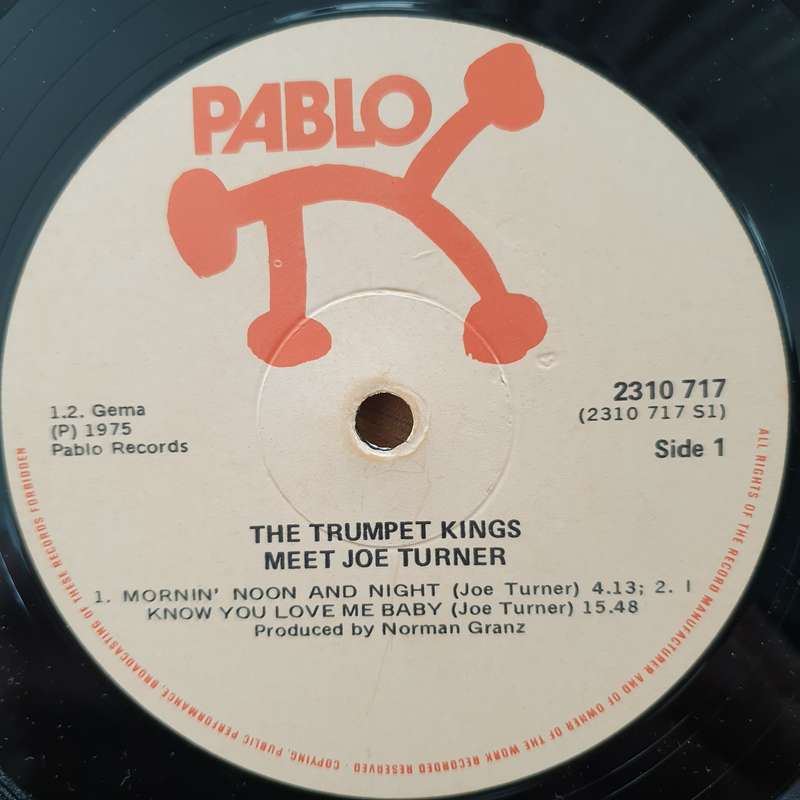 PABLO
1.2. Gema
(P) 1975
Pablo Records
2310 717
(2310 717 S1)
Side 1
THE TRUMPET KINGS
MEET JOE TURNER
1. MORNIN' NOON AND NIGHT (Joe Turner) 4.13; 2. I
KNOW YOU LOVE ME BABY (Joe Turner) 15.48
Produced by Norman Granz
ALL RIGHTS OF THE RECORD MANUFACTURER AND OF OWNER OF THE WORK RECORDED RESERVED · COPYING, PUBLIC PERFORMANCE, BROADCASTING OF THESE RECORDS FORBIDDEN